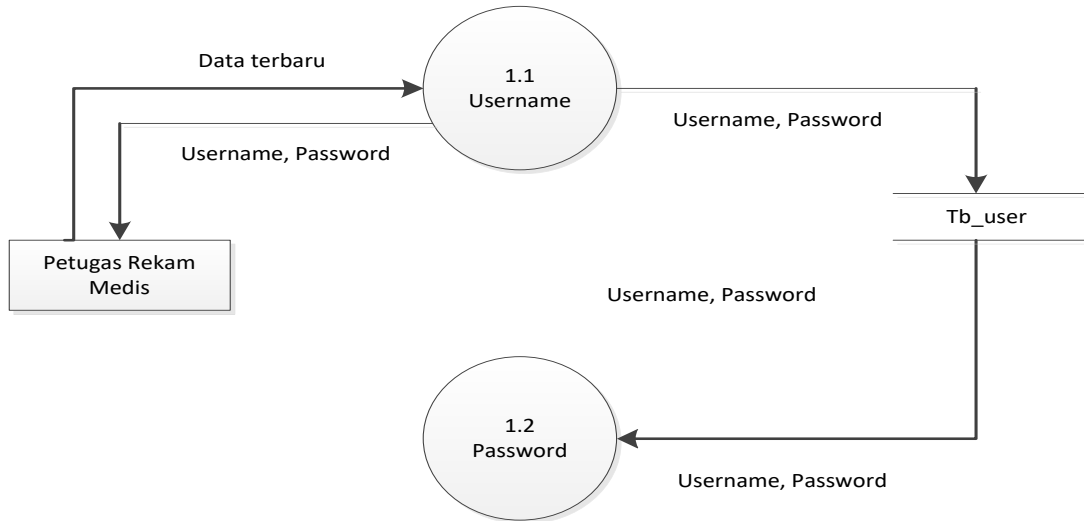 Data terbaru
1.1
Username
Username, Password
Username, Password
Tb_user
Petugas Rekam
Medis
Username, Password
1.2
Password
Username, Password